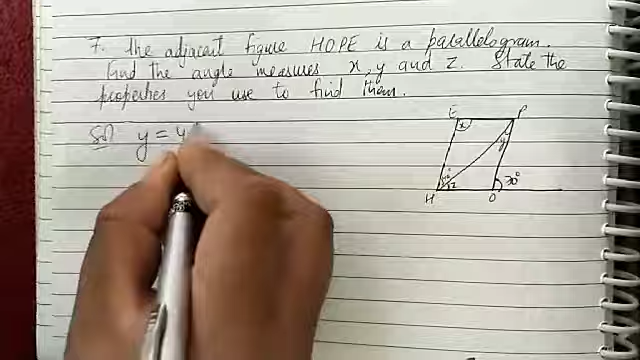 7. The adjacent figure HOPE is a parallelogram.
Find the angle measures x, y and z. State the
properties you use to find them.
Sol y = 4
E P
x y
40° z 70°
H O